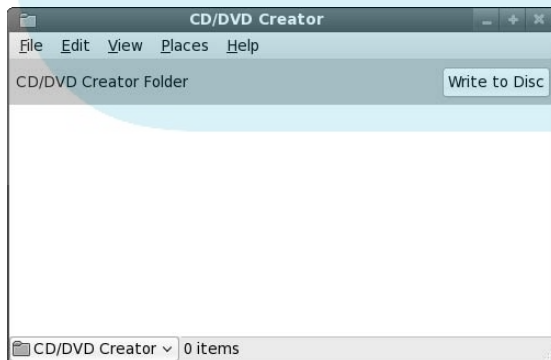 CD/DVD Creator
File Edit View Places Help
CD/DVD Creator Folder Write to Disc
CD/DVD Creator 0 items